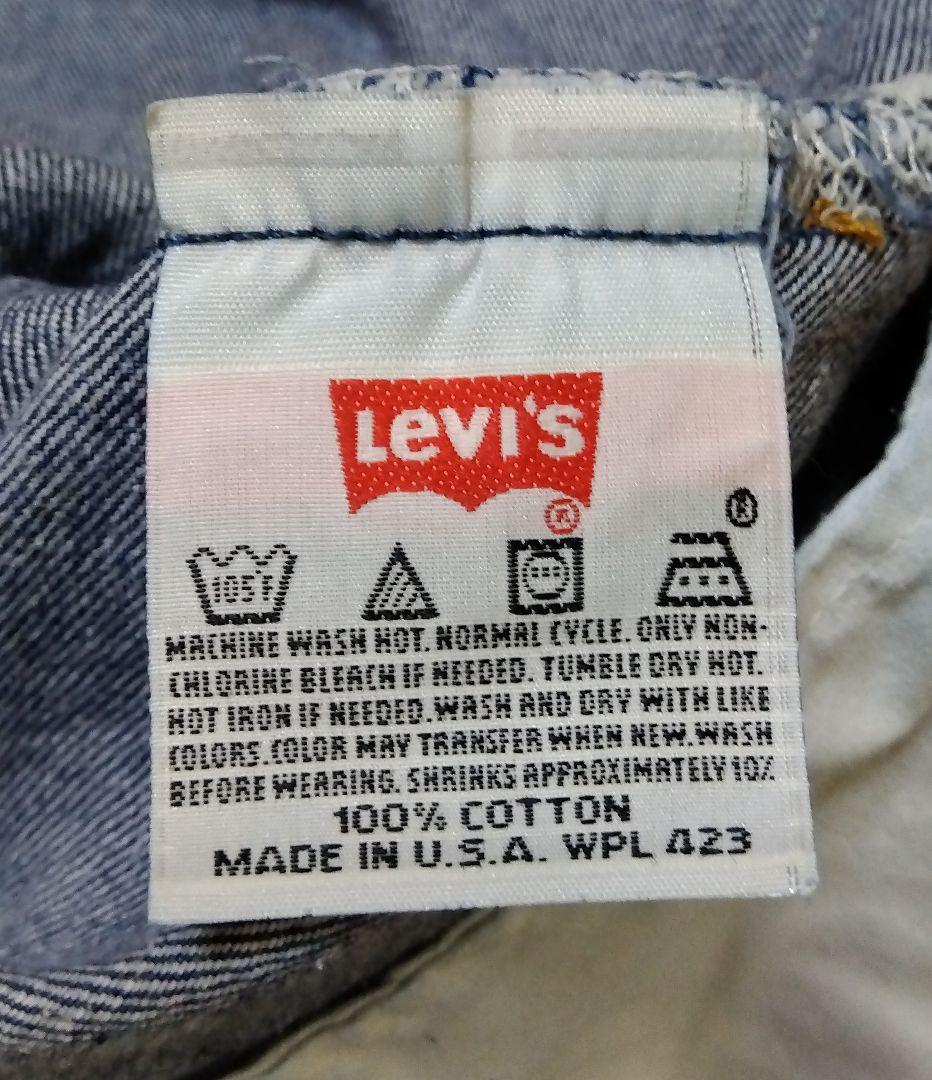 LEVI'S
®
®
105°F
MACHINE WASH HOT. NORMAL CYCLE. ONLY NON-
CHLORINE BLEACH IF NEEDED. TUMBLE DRY HOT.
HOT IRON IF NEEDED. WASH AND DRY WITH LIKE
COLORS. COLOR MAY TRANSFER WHEN NEW. WASH
BEFORE WEARING. SHRINKS APPROXIMATELY 10%
100% COTTON
MADE IN U.S.A. WPL 423